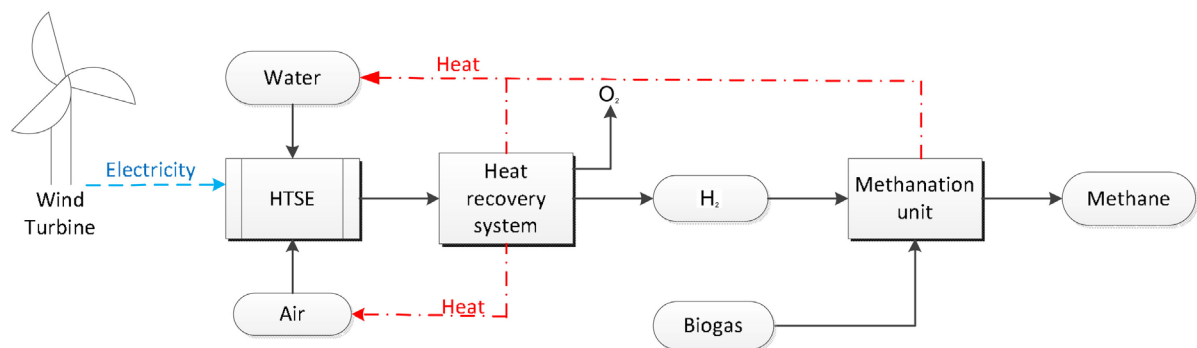 Heat
Water
O₂
Electricity
HTSE
Heat
recovery
system
H₂
Methanation
unit
Methane
Wind
Turbine
Heat
Air
Biogas